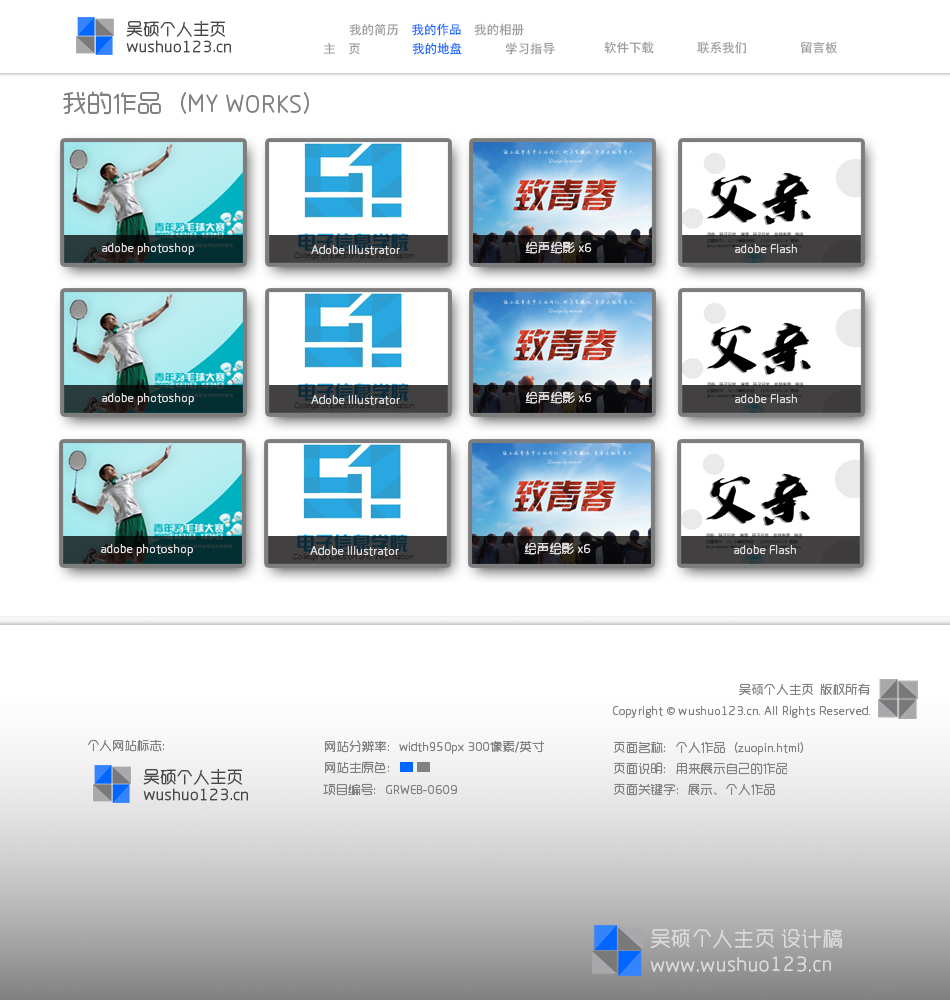 吴硕个人主页
wushuo123.cn
我的简历 我的作品 我的相册
主 页 我的地盘 学习指导 软件下载 联系我们 留言板
我的作品 (MY WORKS)
青年羽毛球大赛
adobe photoshop
电子信息学院
Adobe Illustrator
Design by
致青春
绘声绘影 x6
父亲
adobe Flash
青年羽毛球大赛
adobe photoshop
电子信息学院
Adobe Illustrator
Design by
致青春
绘声绘影 x6
父亲
adobe Flash
青年羽毛球大赛
adobe photoshop
电子信息学院
Adobe Illustrator
Design by
致青春
绘声绘影 x6
父亲
adobe Flash
吴硕个人主页 版权所有
Copyright © wushuo123.cn. All Rights Reserved.
个人网站标志:
吴硕个人主页
wushuo123.cn
网站分辨率: width950px 300像素/英寸
网站主原色:
项目编号: GRWEB-0609
页面名称: 个人作品 (zuopin.html)
页面说明: 用来展示自己的作品
页面关键字: 展示、个人作品
吴硕个人主页 设计稿
www.wushuo123.cn